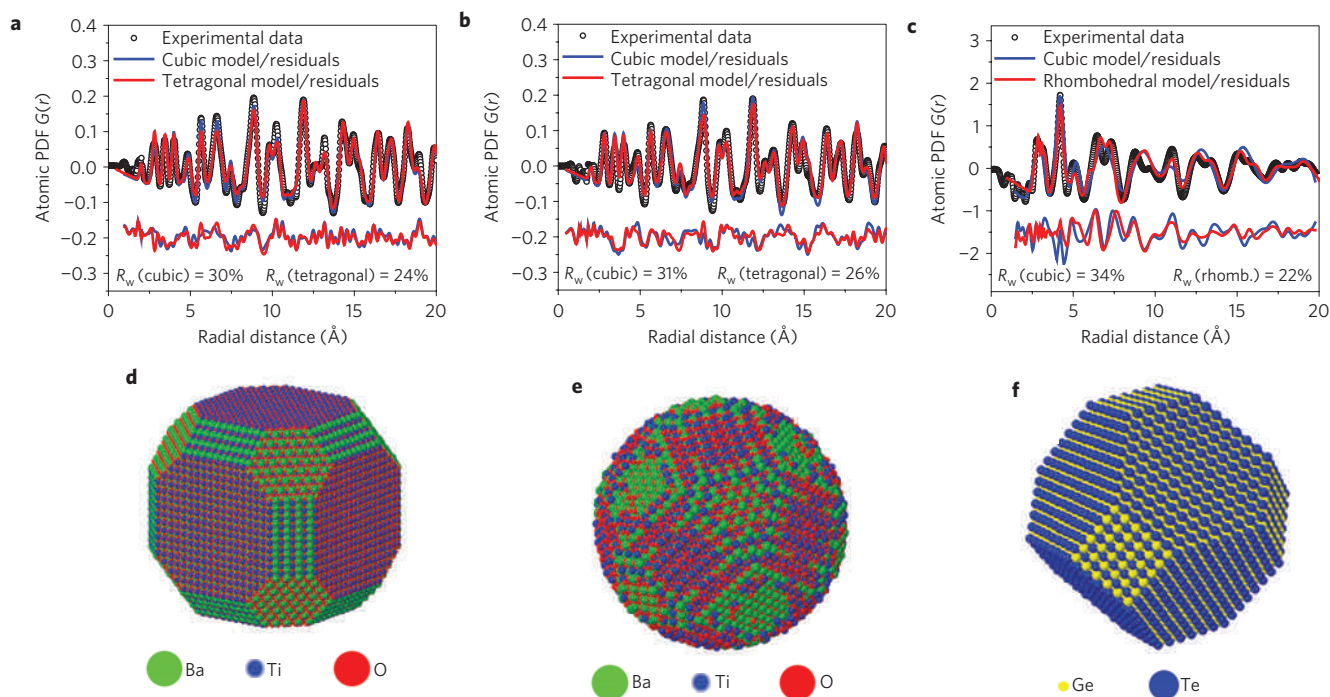 a
0.4
0.3
0.2
0.1
0.0
−0.1
−0.2
−0.3
Atomic PDF G(r)
Experimental data
Cubic model/residuals
Tetragonal model/residuals
Rw (cubic) = 30% Rw (tetragonal) = 24%
0 5 10 15 20
Radial distance (Å)
b
0.4
0.3
0.2
0.1
0.0
−0.1
−0.2
−0.3
Atomic PDF G(r)
Experimental data
Cubic model/residuals
Tetragonal model/residuals
Rw (cubic) = 31% Rw (tetragonal) = 26%
0 5 10 15 20
Radial distance (Å)
c
3
2
1
0
−1
−2
Atomic PDF G(r)
Experimental data
Cubic model/residuals
Rhombohedral model/residuals
Rw (cubic) = 34% Rw (rhomb.) = 22%
0 5 10 15 20
Radial distance (Å)
d
Ba Ti O
e
Ba Ti O
f
Ge Te